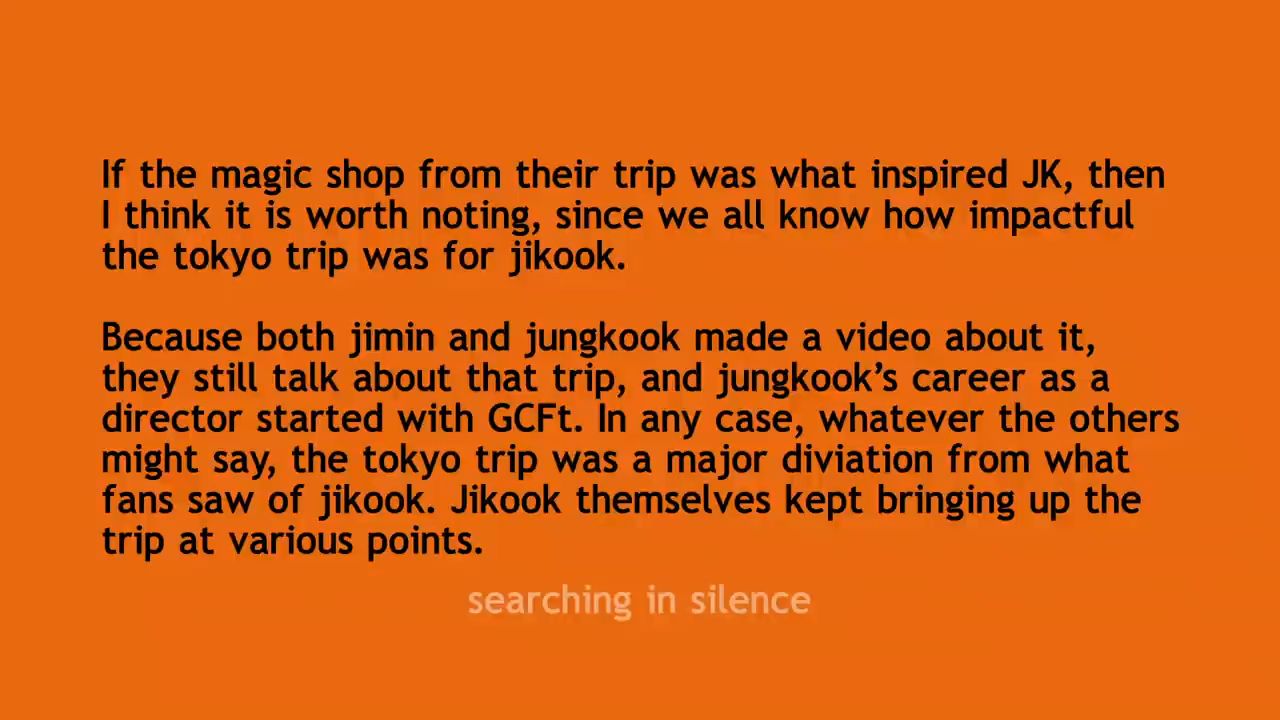 If the magic shop from their trip was what inspired JK, then
I think it is worth noting, since we all know how impactful
the tokyo trip was for jikook.
Because both jimin and jungkook made a video about it,
they still talk about that trip, and jungkook’s career as a
director started with GCFt. In any case, whatever the others
might say, the tokyo trip was a major diviation from what
fans saw of jikook. Jikook themselves kept bringing up the
trip at various points.
searching in silence